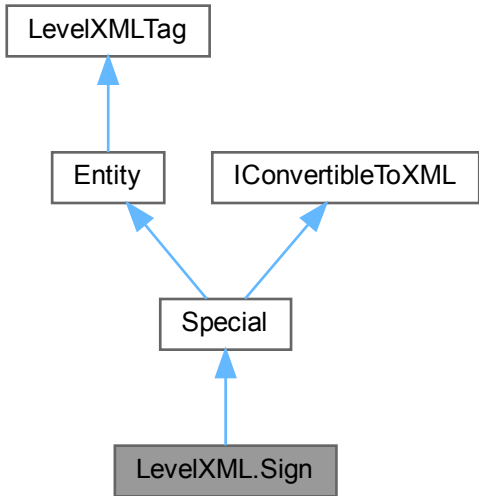 LevelXMLTag
Entity
IConvertibleToXML
Special
LevelXML.Sign